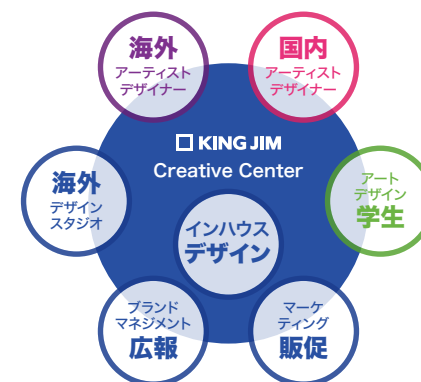 海外
アーティスト
デザイナー
国内
アーティスト
デザイナー
KING JIM
Creative Center
海外
デザイン
スタジオ
アート
デザイン
学生
インハウス
デザイン
ブランド
マネジメント
広報
マーケ
ティング
販促